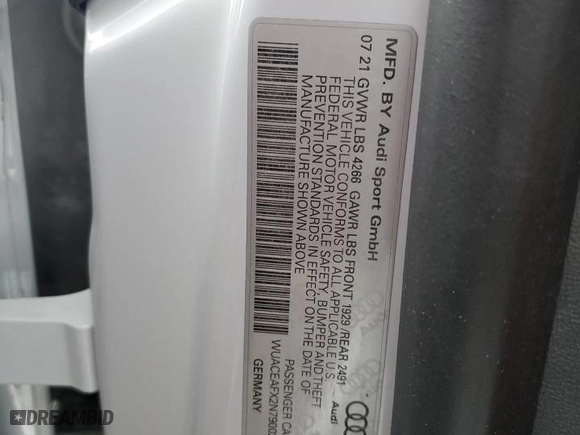 MFD. BY Audi Sport GmbH
07 21 GVWR LBS 4266 GAWR LBS FRONT 1929 /REAR 2491
THIS VEHICLE CONFORMS TO ALL APPLICABLE U.S.
FEDERAL MOTOR VEHICLE SAFETY, BUMPER AND THEFT
PREVENTION STANDARDS IN EFFECT ON THE DATE OF
MANUFACTURE SHOWN ABOVE
Audi
PASSENGER
WUACEAFX2N7900
GERMANY
DREAMBID